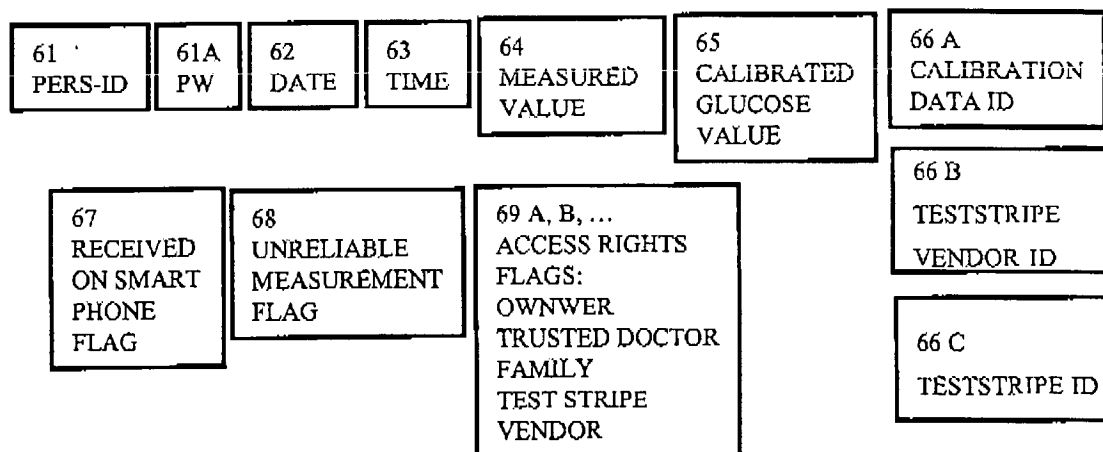 61
PERS-ID
61A
PW
62
DATE
63
TIME
64
MEASURED
VALUE
65
CALIBRATED
GLUCOSE
VALUE
66 A
CALIBRATION
DATA ID
66 B
TESTSTRIPE
VENDOR ID
66 C
TESTSTRIPE ID
67
RECEIVED
ON SMART
PHONE
FLAG
68
UNRELIABLE
MEASUREMENT
FLAG
69 A, B, ...
ACCESS RIGHTS
FLAGS:
OWNWER
TRUSTED DOCTOR
FAMILY
TEST STRIPE
VENDOR